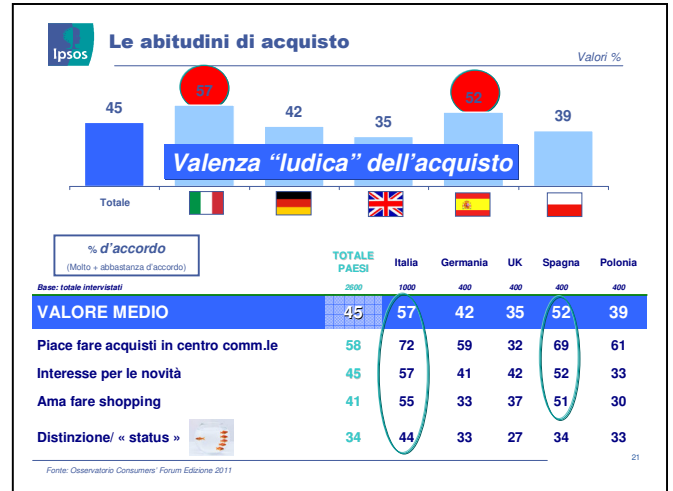 Ipsos
Le abitudini di acquisto
Valori %
45
57
42
35
52
39
Valenza “ludica” dell’acquisto
Totale
% d’accordo
(Molto + abbastanza d’accordo)
TOTALE PAESI Italia Germania UK Spagna Polonia
Base: totale intervistati 2600 1000 400 400 400 400
VALORE MEDIO 45 57 42 35 52 39
Piace fare acquisti in centro comm.le 58 72 59 32 69 61
Interesse per le novità 45 57 41 42 52 33
Ama fare shopping 41 55 33 37 51 30
Distinzione/ « status » 34 44 33 27 34 33
21
Fonte: Osservatorio Consumers’ Forum Edizione 2011